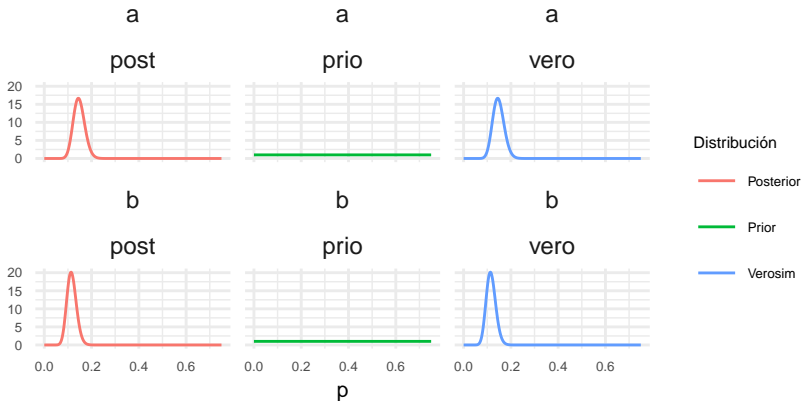 a a a
post prio vero
20
15
10
5
0
b b b
post prio vero
20
15
10
5
0
0.0 0.2 0.4 0.6 0.0 0.2 0.4 0.6 0.0 0.2 0.4 0.6
p
Distribución
Posterior
Prior
Verosim